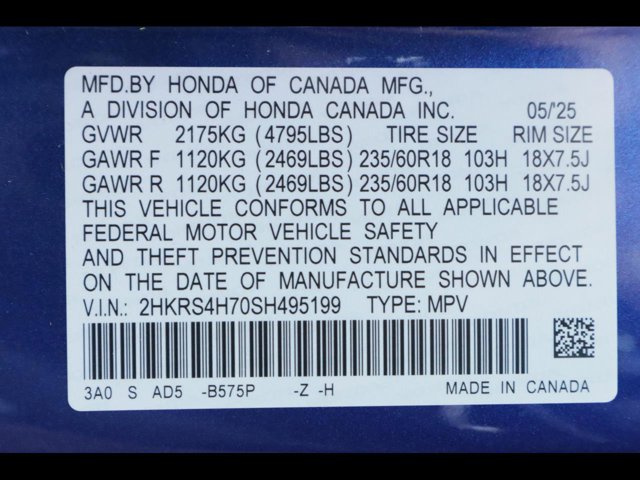 MFD.BY HONDA OF CANADA MFG.,
A DIVISION OF HONDA CANADA INC. 05/'25
GVWR 2175KG (4795LBS) TIRE SIZE RIM SIZE
GAWR F 1120KG (2469LBS) 235/60R18 103H 18X7.5J
GAWR R 1120KG (2469LBS) 235/60R18 103H 18X7.5J
THIS VEHICLE CONFORMS TO ALL APPLICABLE
FEDERAL MOTOR VEHICLE SAFETY
AND THEFT PREVENTION STANDARDS IN EFFECT
ON THE DATE OF MANUFACTURE SHOWN ABOVE.
V.I.N.: 2HKRS4H70SH495199 TYPE: MPV
3A0 S AD5 -B575P -Z -H MADE IN CANADA